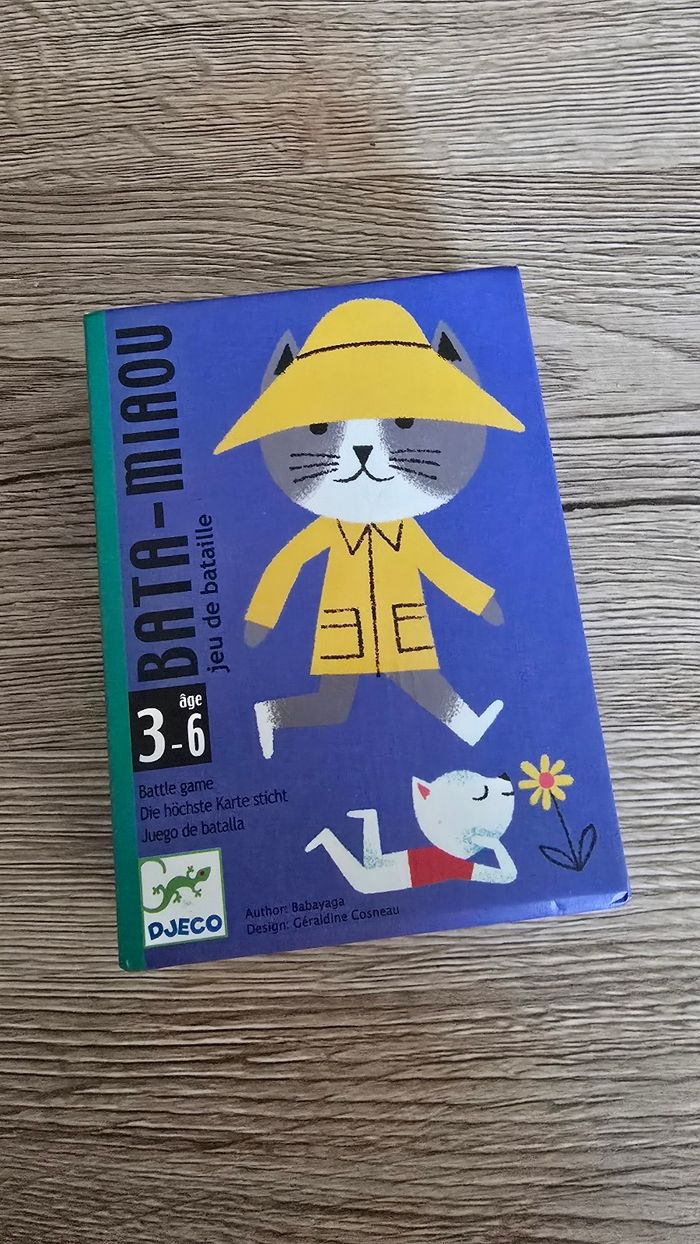 BATA-MIAOU
jeu de bataille
âge
3-6
Battle game
Die höchste Karte sticht
Juego de batalla
DJECO
Author: Babayaga
Design: Géraldine Cosneau